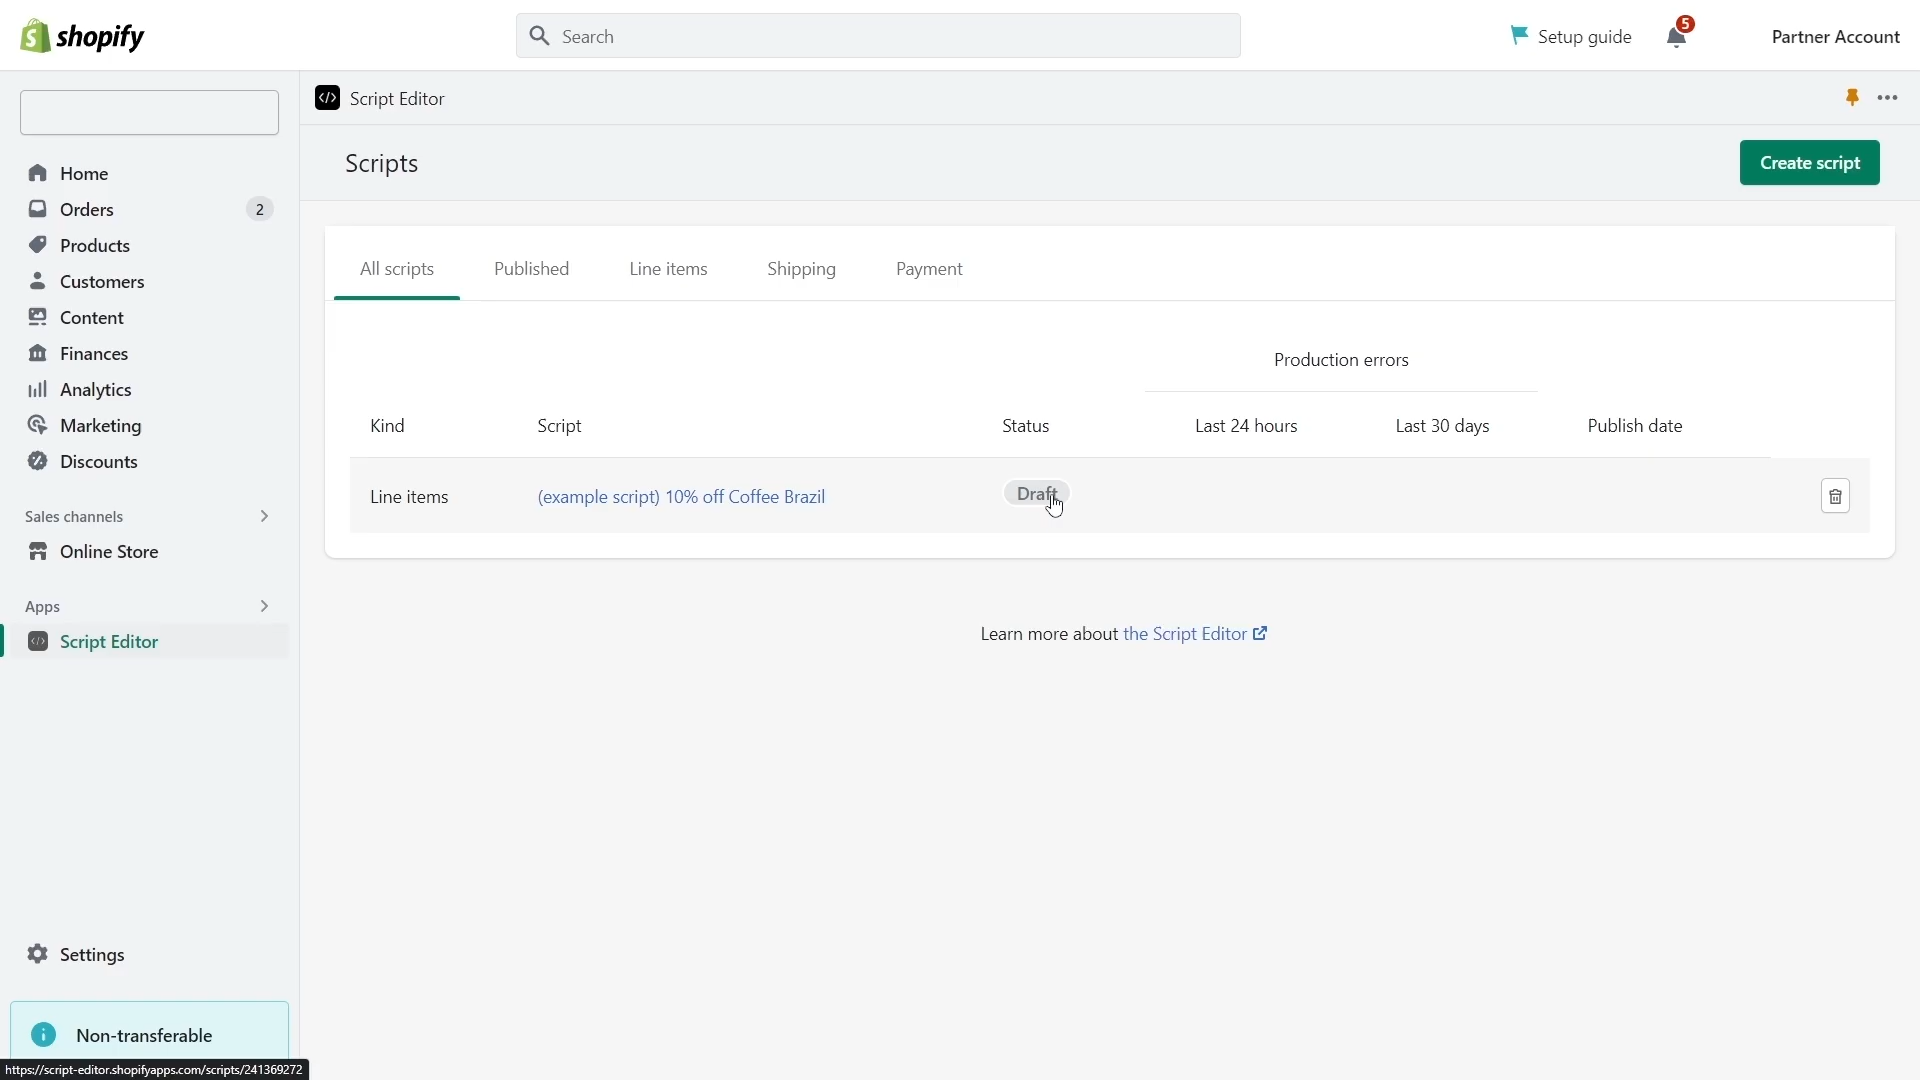 shopify
Search
Setup guide
5
Partner Account
Script Editor
Scripts
Create script
Home
Orders
2
Products
Customers
Content
Finances
Analytics
Marketing
Discounts
Sales channels
Online Store
Apps
Script Editor
Settings
Non-transferable
https://script-editor.shopifyapps.com/scripts/241369272
All scripts
Published
Line items
Shipping
Payment
Production errors
Kind
Script
Status
Last 24 hours
Last 30 days
Publish date
Line items
(example script) 10% off Coffee Brazil
Draft
Learn more about the Script Editor